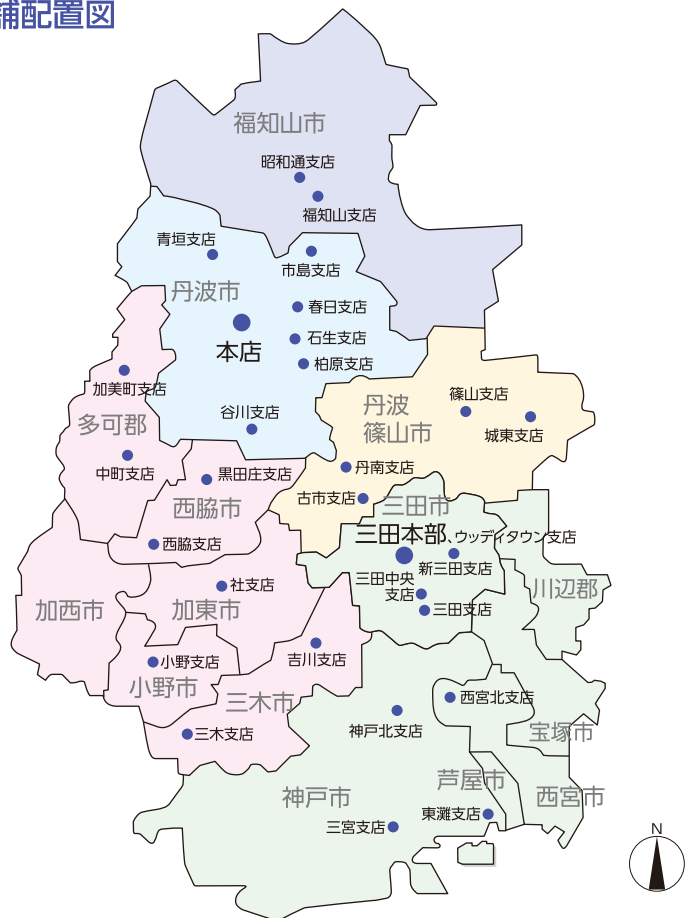 舗配置図
福知山市
昭和通支店
福知山支店
青垣支店
市島支店
丹波市
春日支店
本店
石生支店
柏原支店
加美町支店
谷川支店
丹波
篠山市
篠山支店
城東支店
多可郡
中町支店
黒田庄支店
丹南支店
古市支店
西脇市
西脇支店
三田市
三田本部、ウッディタウン支店
新三田支店
三田中央
支店
三田支店
川辺郡
加西市
社支店
加東市
小野支店
小野市
吉川支店
三木市
三木支店
西宮北支店
神戸北支店
宝塚市
芦屋市
西宮市
神戸市
東灘支店
三宮支店
N